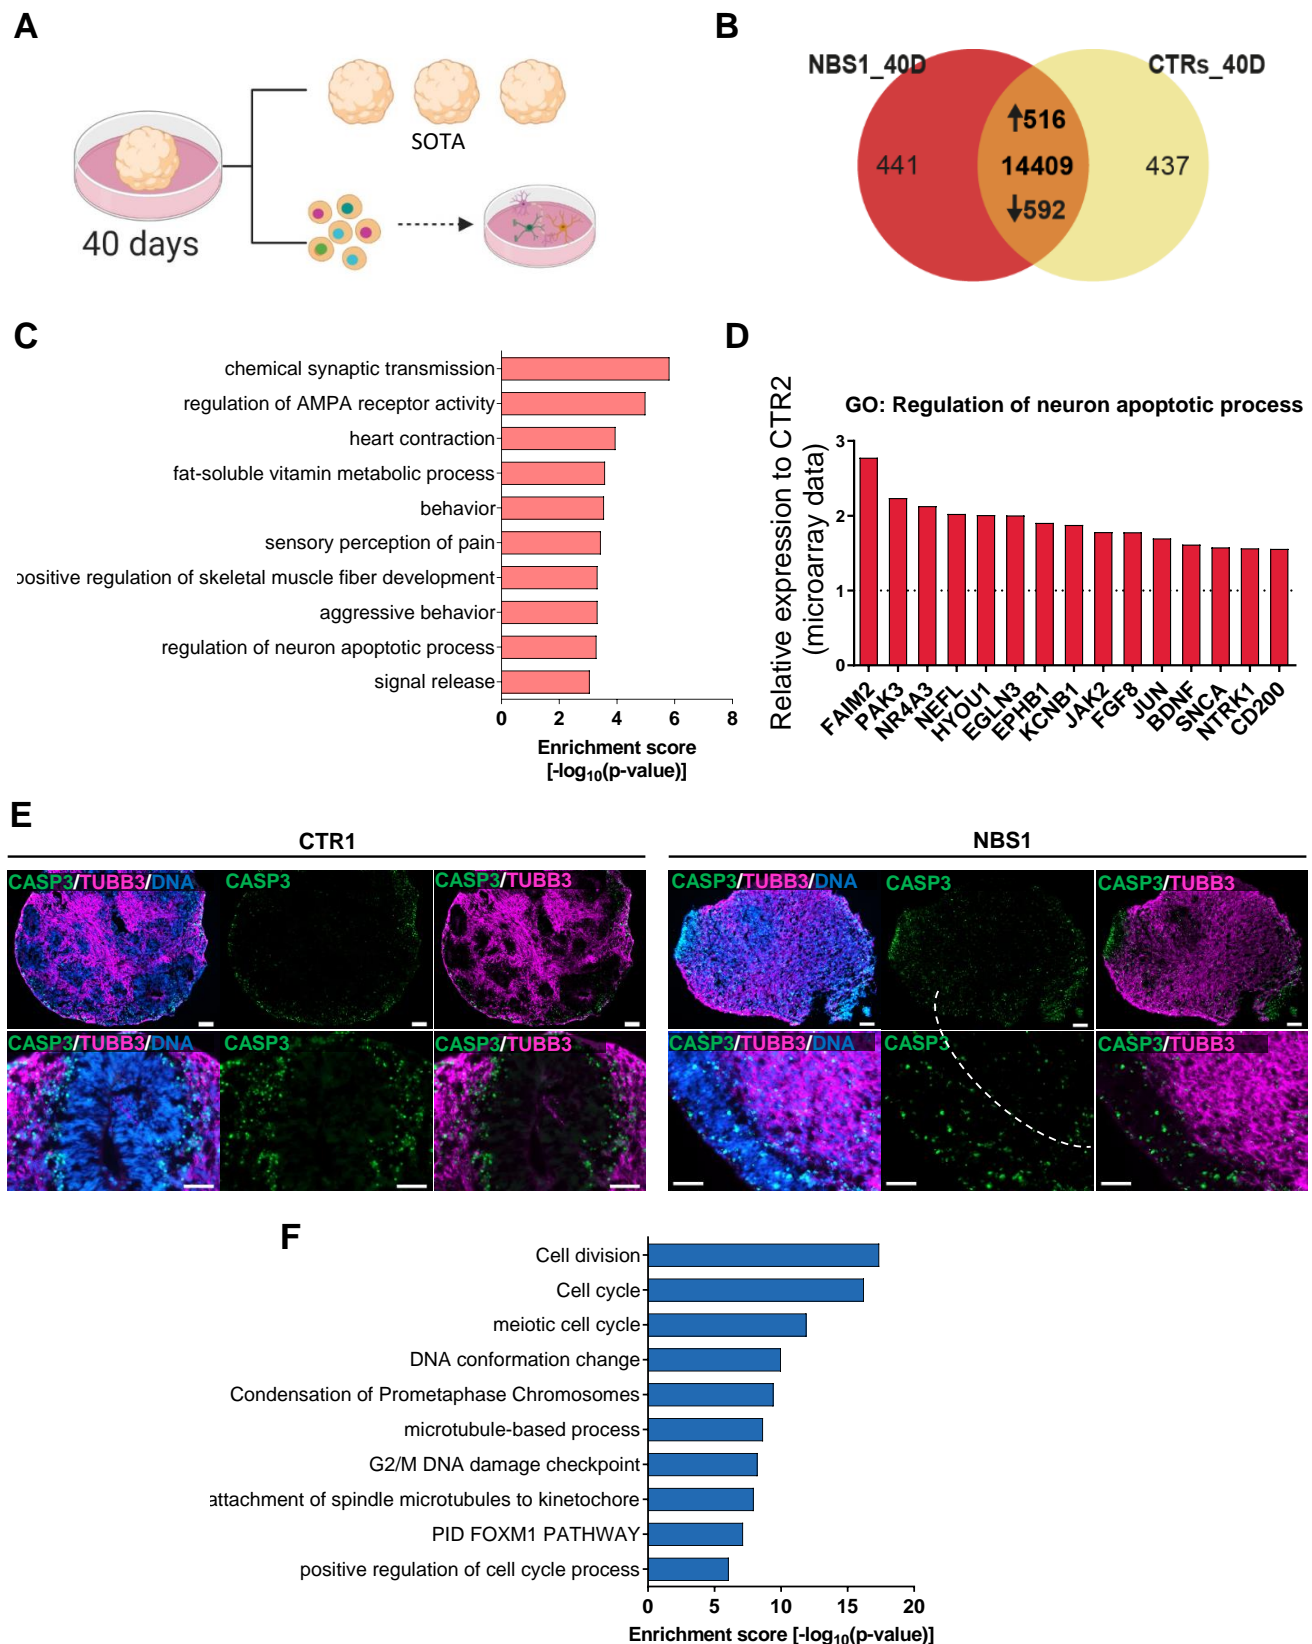 A
SOTA
40 days
B
NBS1_40D
CTRs_40D
↑516
441
14409
437
↓592
C
chemical synaptic transmission
regulation of AMPA receptor activity
heart contraction
fat-soluble vitamin metabolic process
behavior
sensory perception of pain
positive regulation of skeletal muscle fiber development
aggressive behavior
regulation of neuron apoptotic process
signal release
0 2 4 6 8
Enrichment score
[-log10(p-value)]
D
GO: Regulation of neuron apoptotic process
Relative expression to CTR2
(microarray data)
3
2
1
0
FAIM2 PAK3 NR4A3 NEFL HYOU1 EGLN3 EPHB1 KCNB1 JAK2 FGF8 JUN BDNF SNCA NTRK1 CD200
E
CTR1
NBS1
CASP3/TUBB3/DNA CASP3 CASP3/TUBB3
CASP3/TUBB3/DNA CASP3 CASP3/TUBB3
CASP3/TUBB3/DNA CASP3 CASP3/TUBB3
CASP3/TUBB3/DNA CASP3 CASP3/TUBB3
F
Cell division
Cell cycle
meiotic cell cycle
DNA conformation change
Condensation of Prometaphase Chromosomes
microtubule-based process
G2/M DNA damage checkpoint
attachment of spindle microtubules to kinetochore
PID FOXM1 PATHWAY
positive regulation of cell cycle process
0 5 10 15 20
Enrichment score [-log10(p-value)]